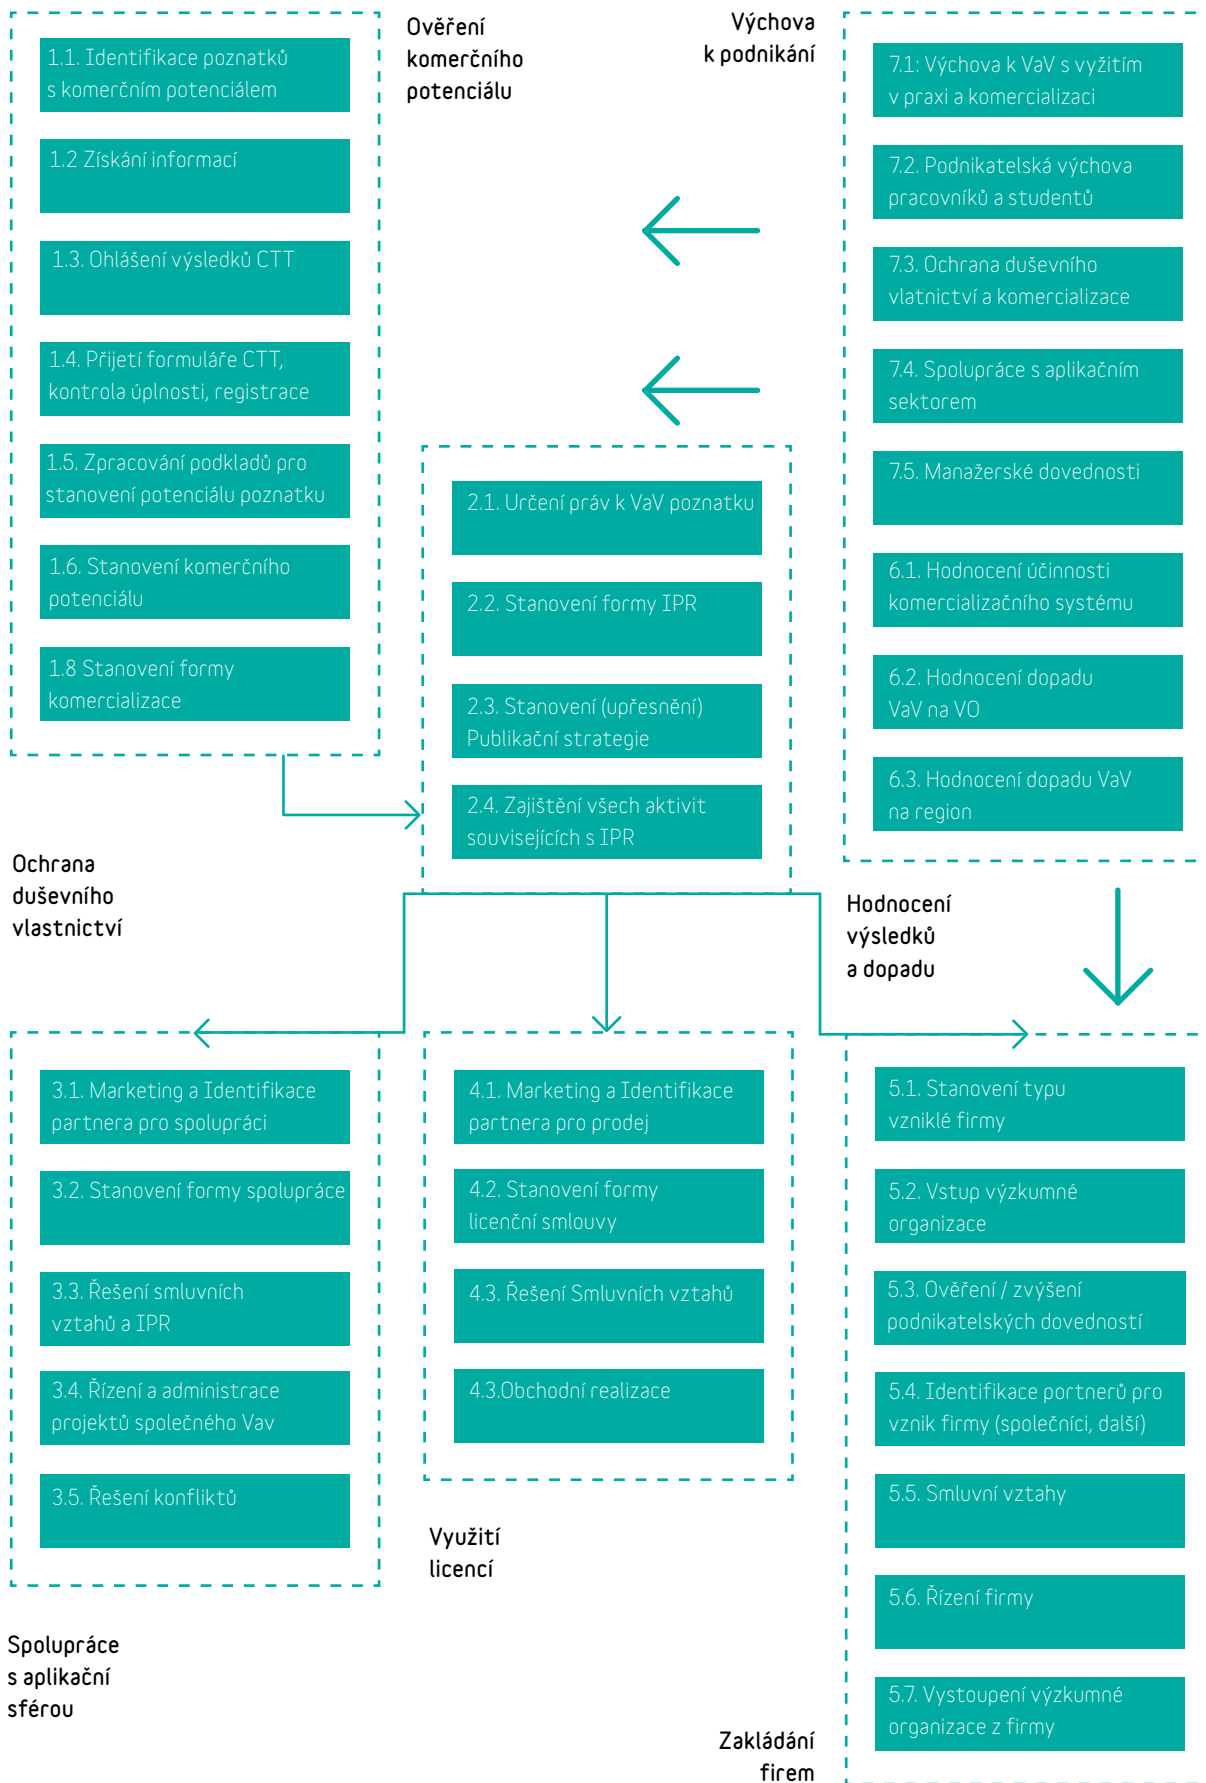 Ověření
komerčního
potenciálu
1.1. Identifikace poznatků
s komerčním potenciálem
1.2 Získání informací
1.3. Ohlášení výsledků CTT
1.4. Přijetí formuláře CTT,
kontrola úplnosti, registrace
1.5. Zpracování podkladů pro
stanovení potenciálu poznatku
1.6. Stanovení komerčního
potenciálu
1.8 Stanovení formy
komercializace
Výchova
k podnikání
7.1: Výchova k VaV s vyžitím
v praxi a komercializaci
7.2. Podnikatelská výchova
pracovníků a studentů
7.3. Ochrana duševního
vlatnictví a komercializace
7.4. Spolupráce s aplikačním
sektorem
7.5. Manažerské dovednosti
6.1. Hodnocení účinnosti
komercializačního systému
6.2. Hodnocení dopadu
VaV na VO
6.3. Hodnocení dopadu VaV
na region
Hodnocení
výsledků
a dopadu
2.1. Určení práv k VaV poznatku
2.2. Stanovení formy IPR
2.3. Stanovení (upřesnění)
Publikační strategie
2.4. Zajištění všech aktivit
souvisejících s IPR
Ochrana
duševního
vlastnictví
3.1. Marketing a Identifikace
partnera pro spolupráci
3.2. Stanovení formy spolupráce
3.3. Řešení smluvních
vztahů a IPR
3.4. Řízení a administrace
projektů společného Vav
3.5. Řešení konfliktů
Spolupráce
s aplikační
sférou
4.1. Marketing a Identifikace
partnera pro prodej
4.2. Stanovení formy
licenční smlouvy
4.3. Řešení Smluvních vztahů
4.3.Obchodní realizace
Využití
licencí
5.1. Stanovení typu
vzniklé firmy
5.2. Vstup výzkumné
organizace
5.3. Ověření / zvýšení
podnikatelských dovedností
5.4. Identifikace portnerů pro
vznik firmy (společníci, další)
5.5. Smluvní vztahy
5.6. Řízení firmy
5.7. Vystoupení výzkumné
organizace z firmy
Zakládání
firem